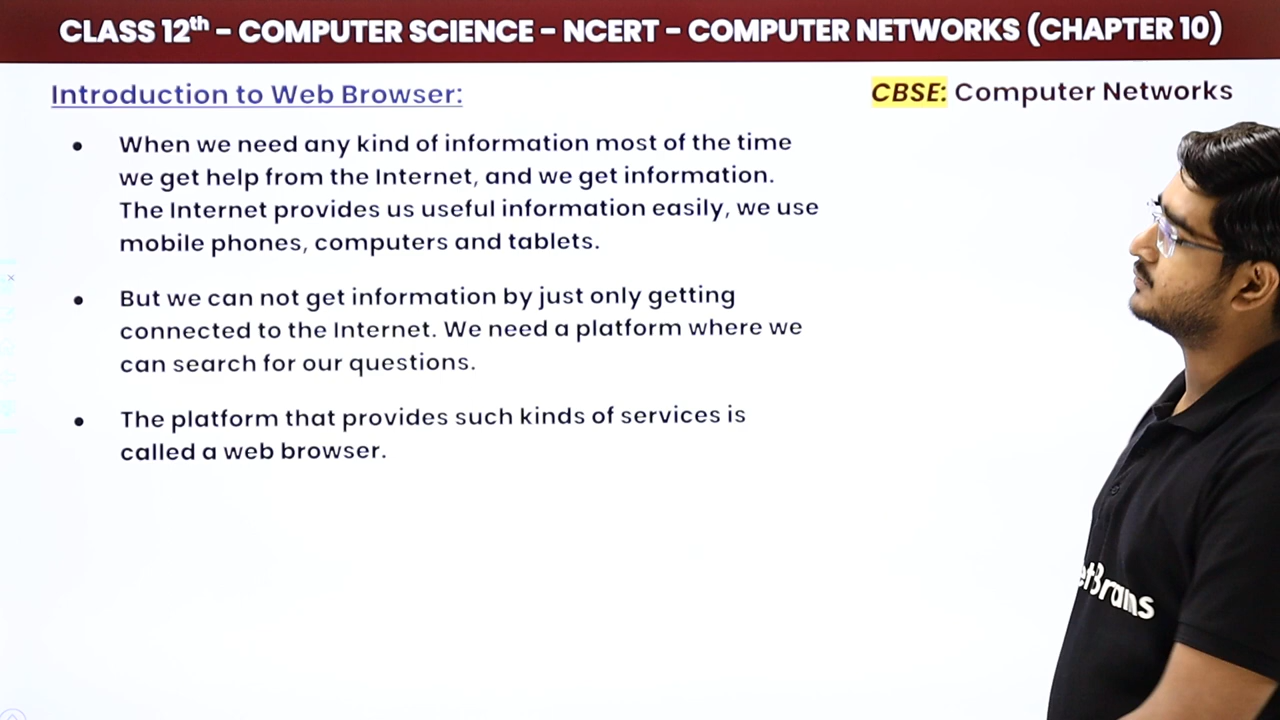 CLASS 12th – COMPUTER SCIENCE – NCERT – COMPUTER NETWORKS (CHAPTER 10)
Introduction to Web Browser:
CBSE: Computer Networks
• When we need any kind of information most of the time
we get help from the Internet, and we get information.
The Internet provides us useful information easily, we use
mobile phones, computers and tablets.
• But we can not get information by just only getting
connected to the Internet. We need a platform where we
can search for our questions.
• The platform that provides such kinds of services is
called a web browser.